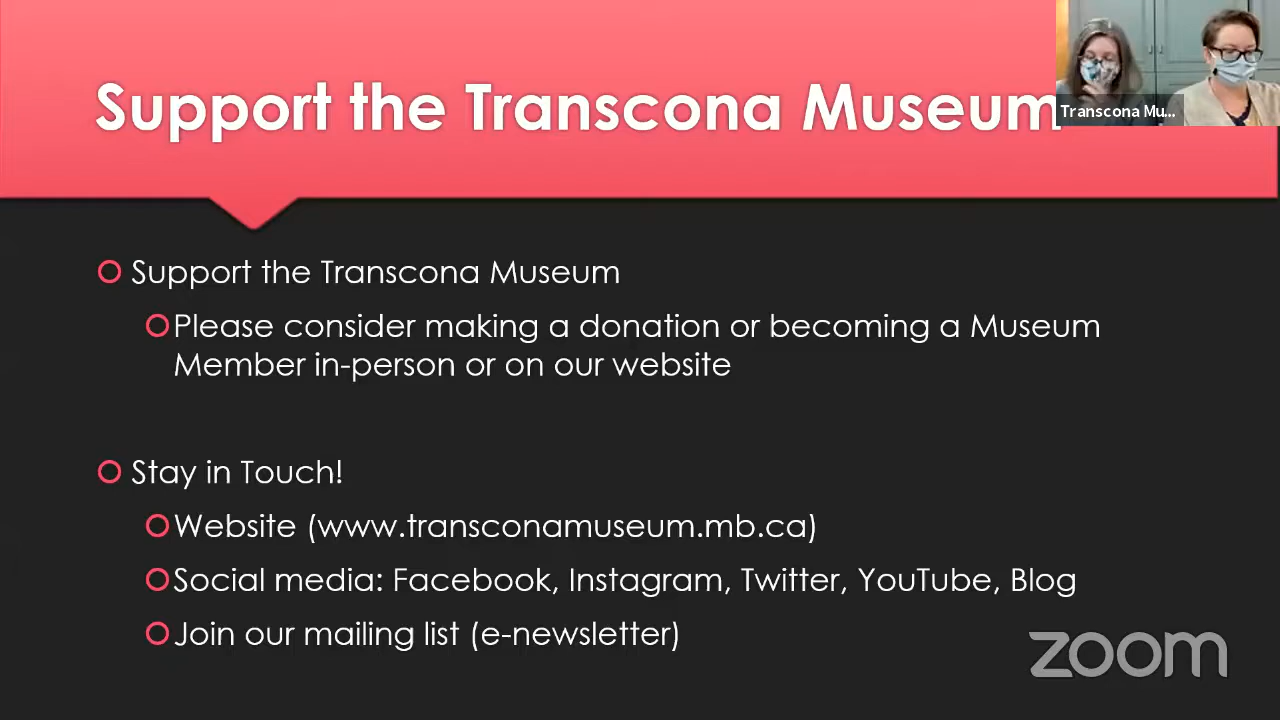 Support the Transcona Museum
Transcona Mu...
Support the Transcona Museum
Please consider making a donation or becoming a Museum
Member in-person or on our website
Stay in Touch!
Website (www.transconamuseum.mb.ca)
Social media: Facebook, Instagram, Twitter, YouTube, Blog
Join our mailing list (e-newsletter)
zoom